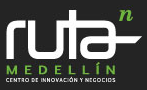 ruta n
MEDELLÍN
CENTRO DE INNOVACIÓN Y NEGOCIOS